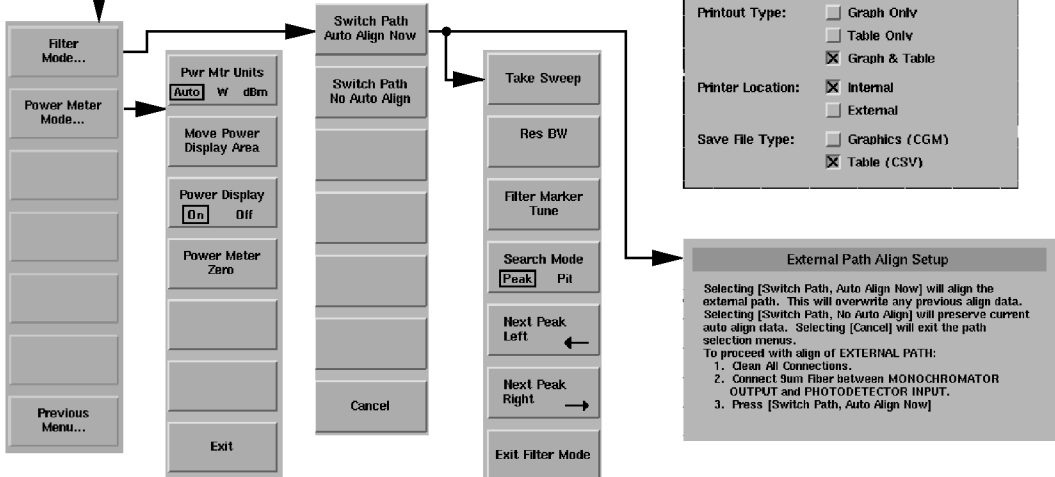 Filter
Mode...
Power Meter
Mode...
Previous
Menu...
Pwr Mtr Units
Auto W dBm
Move Power
Display Area
Power Display
On Off
Power Meter
Zero
Exit
Switch Path
Auto Align Now
Switch Path
No Auto Align
Cancel
Take Sweep
Res BW
Filter Marker
Tune
Search Mode
Peak Pit
Next Peak
Left
Next Peak
Right
Exit Filter Mode
Printout Type: Graph Only
Table Only
Graph & Table
Printer Location: Internal
External
Save File Type: Graphics (CGM)
Table (CSV)
External Path Align Setup
Selecting [Switch Path, Auto Align Now] will align the
external path. This will overwrite any previous align data.
Selecting [Switch Path, No Auto Align] will preserve current
auto align data. Selecting [Cancel] will exit the path
selection menus.
To proceed with align of EXTERNAL PATH:
1. Clean All Connections.
2. Connect 9um Fiber between MONOCHROMATOR
OUTPUT and PHOTODETECTOR INPUT.
3. Press [Switch Path, Auto Align Now]